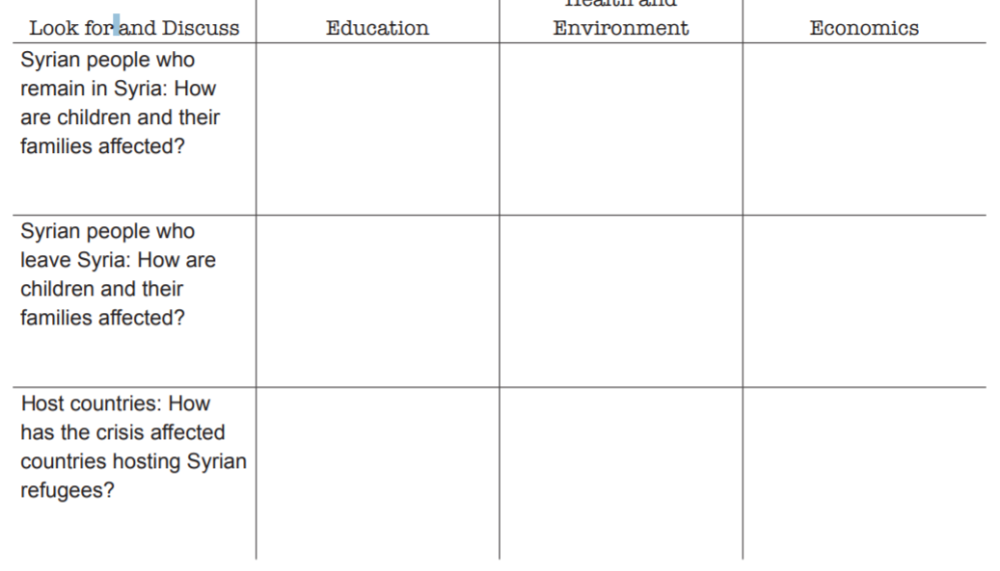 Health and
Look for and Discuss
Education
Environment
Economics
Syrian people who
remain in Syria: How
are children and their
families affected?
Syrian people who
leave Syria: How are
children and their
families affected?
Host countries: How
has the crisis affected
countries hosting Syrian
refugees?